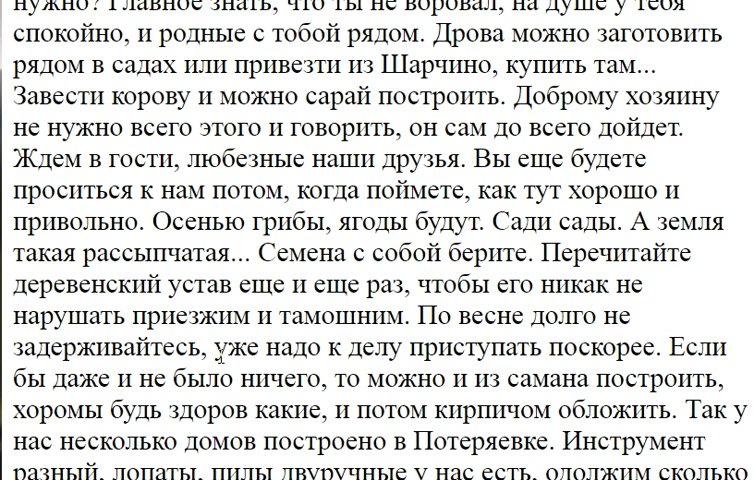 нужно? Главное знать, что ты не воровал, на душе у тебя
спокойно, и родные с тобой рядом. Дрова можно заготовить
рядом в садах или привезти из Шарчино, купить там...
Завести корову и можно сарай построить. Доброму хозяину
не нужно всего этого и говорить, он сам до всего дойдет.
Ждем в гости, любезные наши друзья. Вы еще будете
проситься к нам потом, когда поймете, как тут хорошо и
привольно. Осенью грибы, ягоды будут. Сади сады. А земля
такая рассыпчатая... Семена с собой берите. Перечитайте
деревенский устав еще и еще раз, чтобы его никак не
нарушать приезжим и тамошним. По весне долго не
задерживайтесь, уже надо к делу приступать поскорее. Если
бы даже и не было ничего, то можно и из самана построить,
хоромы будь здоров какие, и потом кирпичом обложить. Так у
нас несколько домов построено в Потеряевке. Инструмент
разный, лопаты, пилы двуручные у нас есть, одолжим сколько